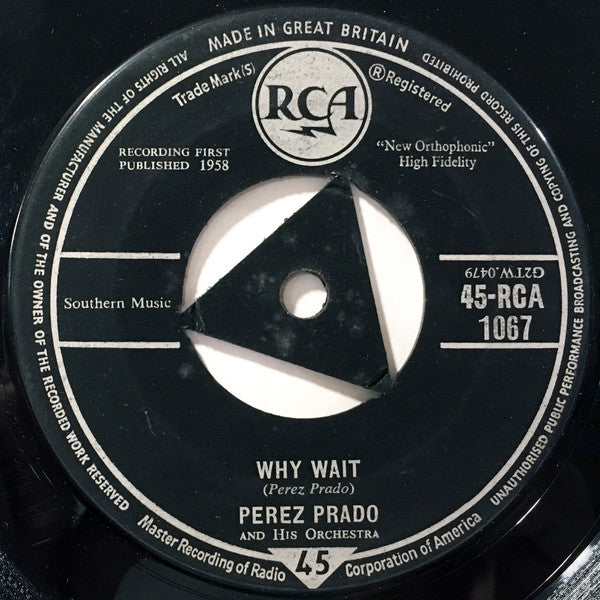 MADE IN GREAT BRITAIN
ALL RIGHTS OF THE MANUFACTURER AND OF THE OWNER OF THE RECORDED WORK RESERVED
UNAUTHORISED PUBLIC PERFORMANCE BROADCASTING AND COPYING OF THIS RECORD PROHIBITED
Trade Mark(S)
RCA
®Registered
RECORDING FIRST
PUBLISHED 1958
"New Orthophonic"
High Fidelity
G2TW.0479
Southern Music
45-RCA
1067
WHY WAIT
(Perez Prado)
PEREZ PRADO
AND HIS ORCHESTRA
45
Master Recording of Radio Corporation of America